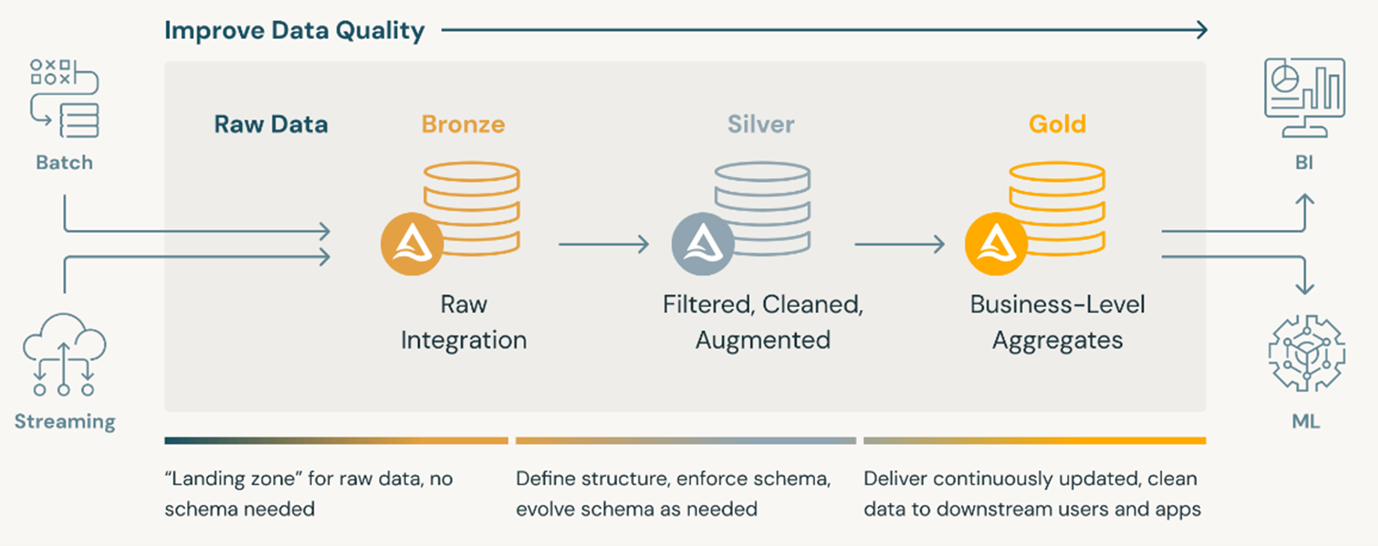 Improve Data Quality
Batch
Streaming
Raw Data
Bronze
Raw
Integration
Silver
Filtered, Cleaned,
Augmented
Gold
Business-Level
Aggregates
BI
ML
“Landing zone” for raw data, no
schema needed
Define structure, enforce schema,
evolve schema as needed
Deliver continuously updated, clean
data to downstream users and apps